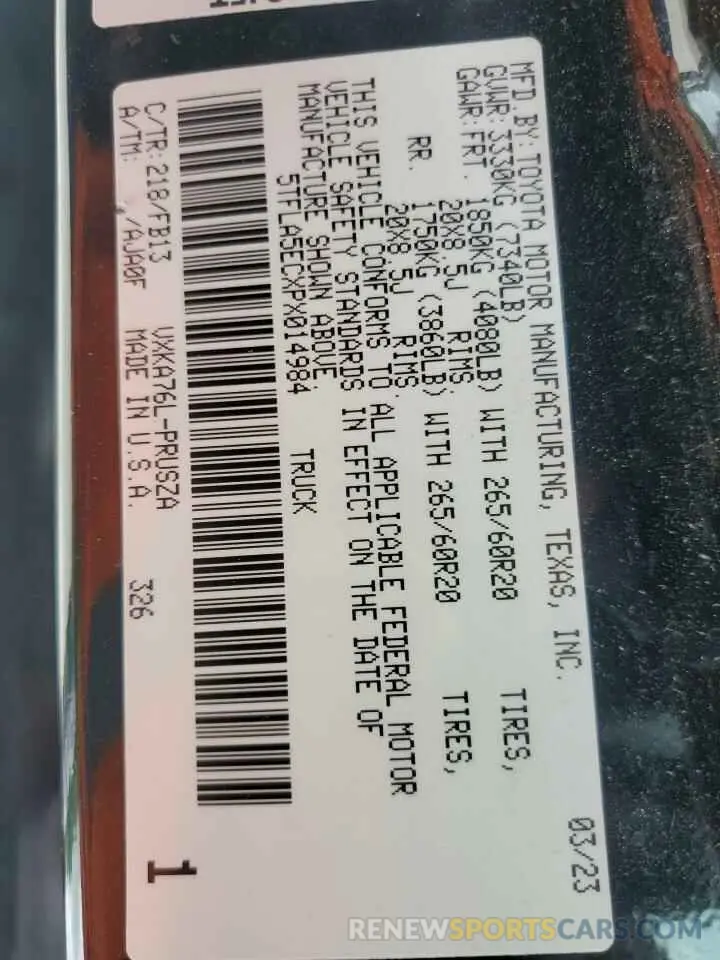 MFD.BY:TOYOTA MOTOR MANUFACTURING, TEXAS, INC. 03/23
GVWR:3330KG (7340LB)
GAWR:FRT. 1850KG (4080LB) WITH 265/60R20 TIRES,
20X8.5J RIMS;
RR. 1750KG (3860LB) WITH 265/60R20 TIRES,
20X8.5J RIMS.
THIS VEHICLE CONFORMS TO ALL APPLICABLE FEDERAL MOTOR
VEHICLE SAFETY STANDARDS IN EFFECT ON THE DATE OF
MANUFACTURE SHOWN ABOVE.
5TFLA5ECXPX014984 TRUCK
C/TR:218/FB13 VXKA76L-PRUSZA 326
A/TM: /AJA0F MADE IN U.S.A.
1
RENEWSPORTSCARS.COM